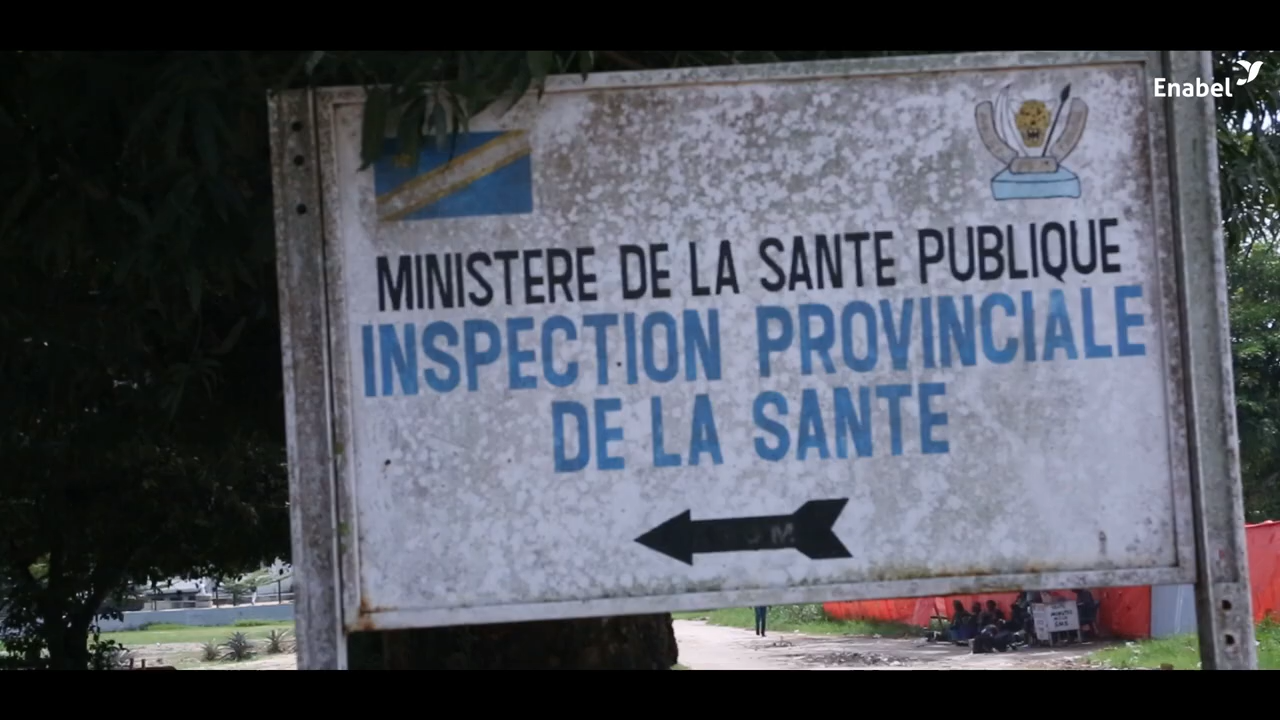 Enabel
MINISTERE DE LA SANTE PUBLIQUE
INSPECTION PROVINCIALE
DE LA SANTE